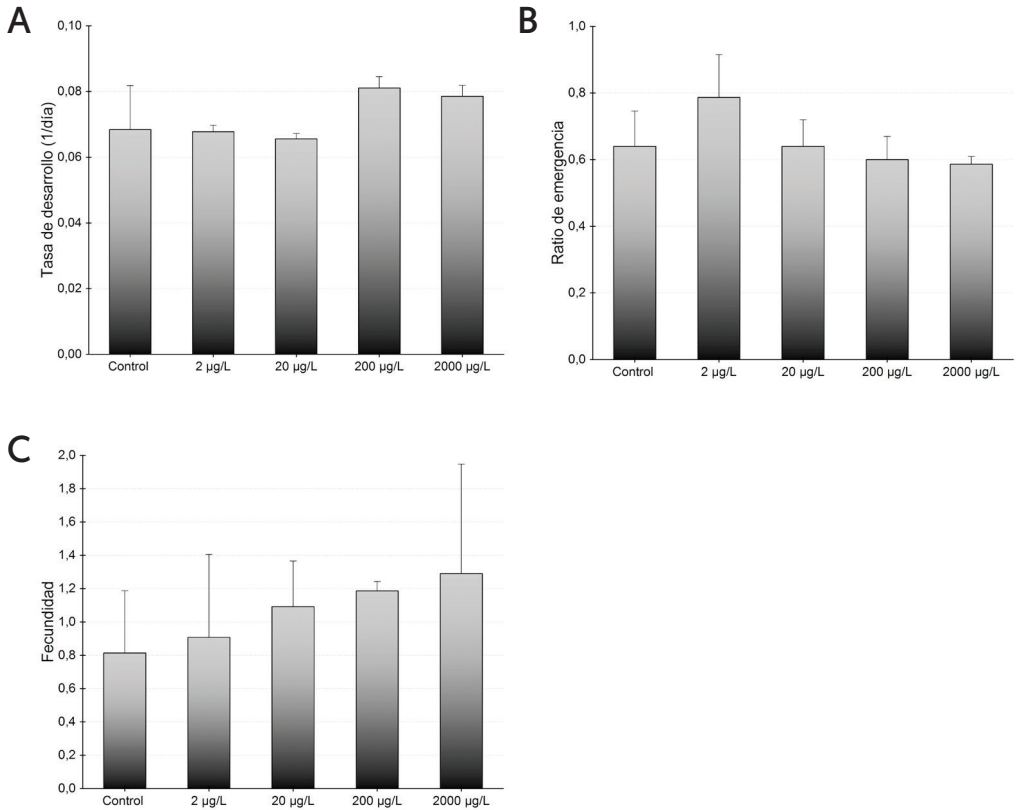 A
Tasa de desarrollo (1/día)
0,10
0,08
0,06
0,04
0,02
0,00
Control 2 µg/L 20 µg/L 200 µg/L 2000 µg/L
B
Ratio de emergencia
1,0
0,8
0,6
0,4
0,2
0,0
Control 2 µg/L 20 µg/L 200 µg/L 2000 µg/L
C
Fecundidad
2,0
1,8
1,6
1,4
1,2
1,0
0,8
0,6
0,4
0,2
0,0
Control 2 µg/L 20 µg/L 200 µg/L 2000 µg/L